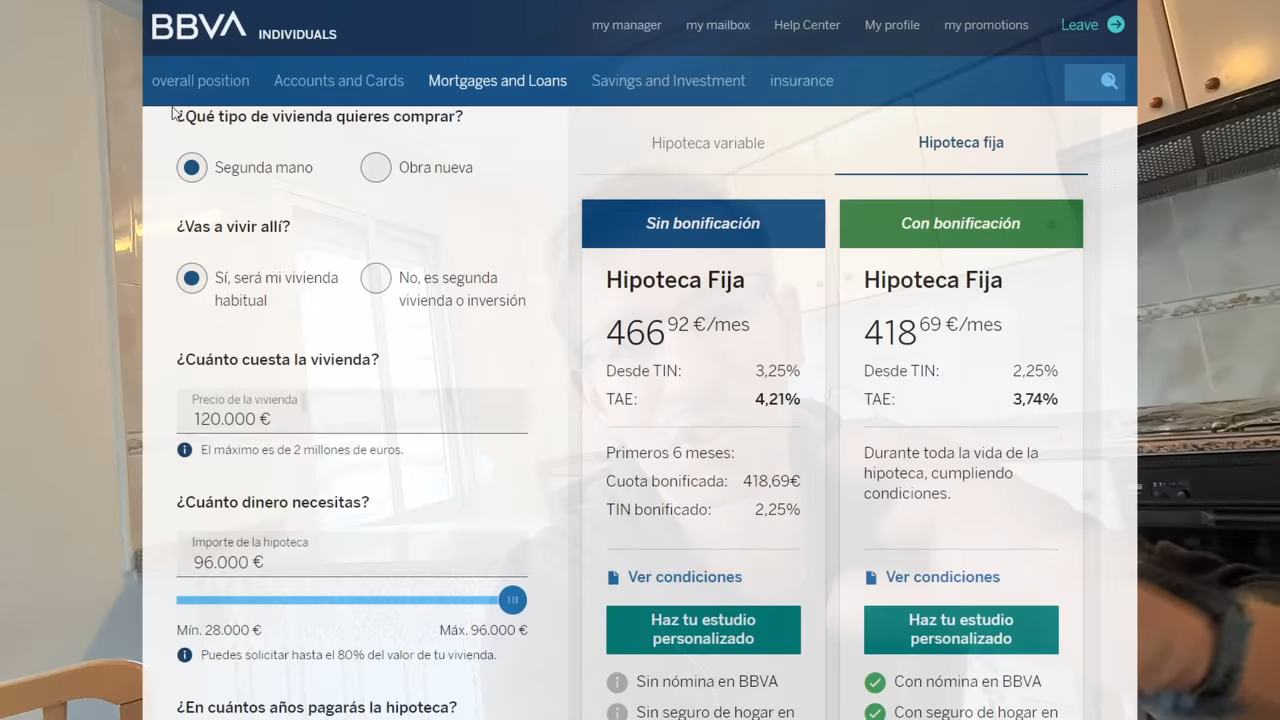 BBVA INDIVIDUALS
my manager my mailbox Help Center My profile my promotions Leave
overall position Accounts and Cards Mortgages and Loans Savings and Investment insurance
¿Qué tipo de vivienda quieres comprar?
Segunda mano Obra nueva
¿Vas a vivir allí?
Sí, será mi vivienda habitual
No, es segunda vivienda o inversión
¿Cuánto cuesta la vivienda?
Precio de la vivienda
120.000 €
El máximo es de 2 millones de euros.
¿Cuánto dinero necesitas?
Importe de la hipoteca
96.000 €
Mín. 28.000 € Máx. 96.000 €
Puedes solicitar hasta el 80% del valor de tu vivienda.
¿En cuántos años pagarás la hipoteca?
Hipoteca variable Hipoteca fija
Sin bonificación
Hipoteca Fija
466 92 €/mes
Desde TIN: 3,25%
TAE: 4,21%
Primeros 6 meses:
Cuota bonificada: 418,69€
TIN bonificado: 2,25%
Ver condiciones
Haz tu estudio
personalizado
Sin nómina en BBVA
Sin seguro de hogar en
Con bonificación
Hipoteca Fija
418 69 €/mes
Desde TIN: 2,25%
TAE: 3,74%
Durante toda la vida de la
hipoteca, cumpliendo
condiciones.
Ver condiciones
Haz tu estudio
personalizado
Con nómina en BBVA
Con seguro de hogar en